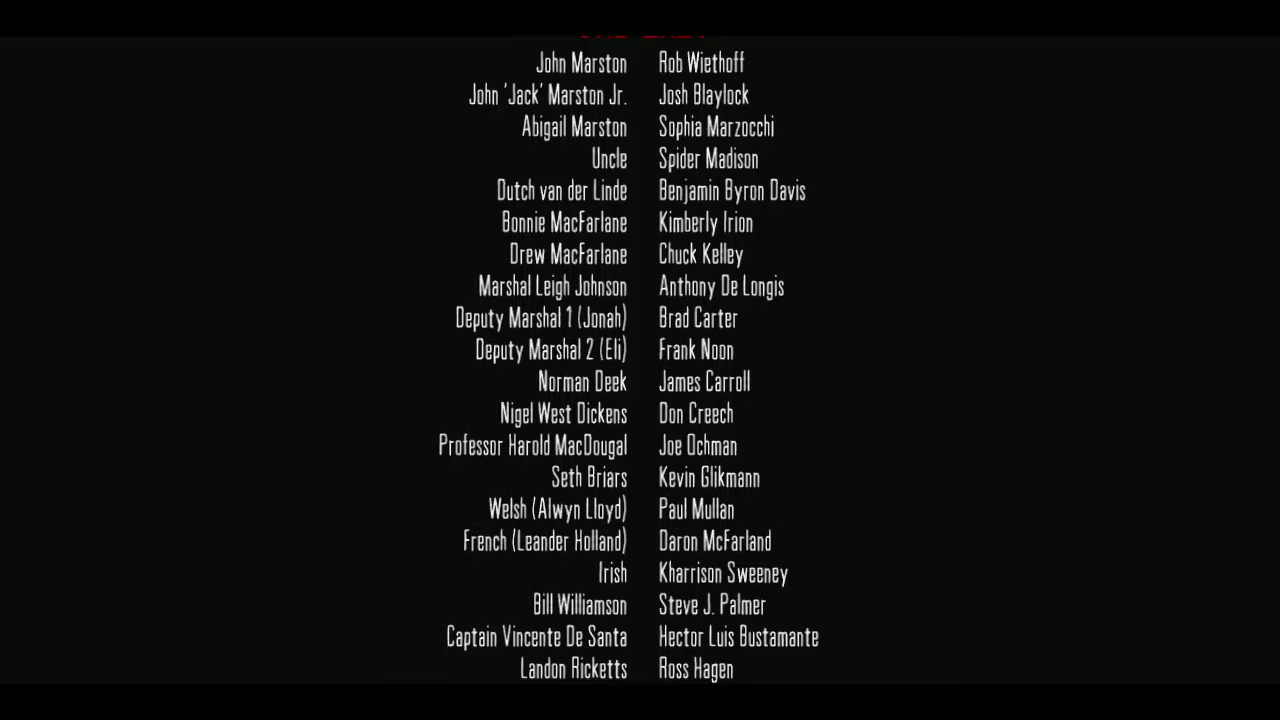 John Marston Rob Wiethoff
John 'Jack' Marston Jr. Josh Blaylock
Abigail Marston Sophia Marzocchi
Uncle Spider Madison
Dutch van der Linde Benjamin Byron Davis
Bonnie MacFarlane Kimberly Irion
Drew MacFarlane Chuck Kelley
Marshal Leigh Johnson Anthony De Longis
Deputy Marshal 1 (Jonah) Brad Carter
Deputy Marshal 2 (Eli) Frank Noon
Norman Deek James Carroll
Nigel West Dickens Don Creech
Professor Harold MacDougal Joe Ochman
Seth Briars Kevin Glikmann
Welsh (Alwyn Lloyd) Paul Mullan
French (Leander Holland) Daron McFarland
Irish Kharrison Sweeney
Bill Williamson Steve J. Palmer
Captain Vincente De Santa Hector Luis Bustamante
Landon Ricketts Ross Hagen